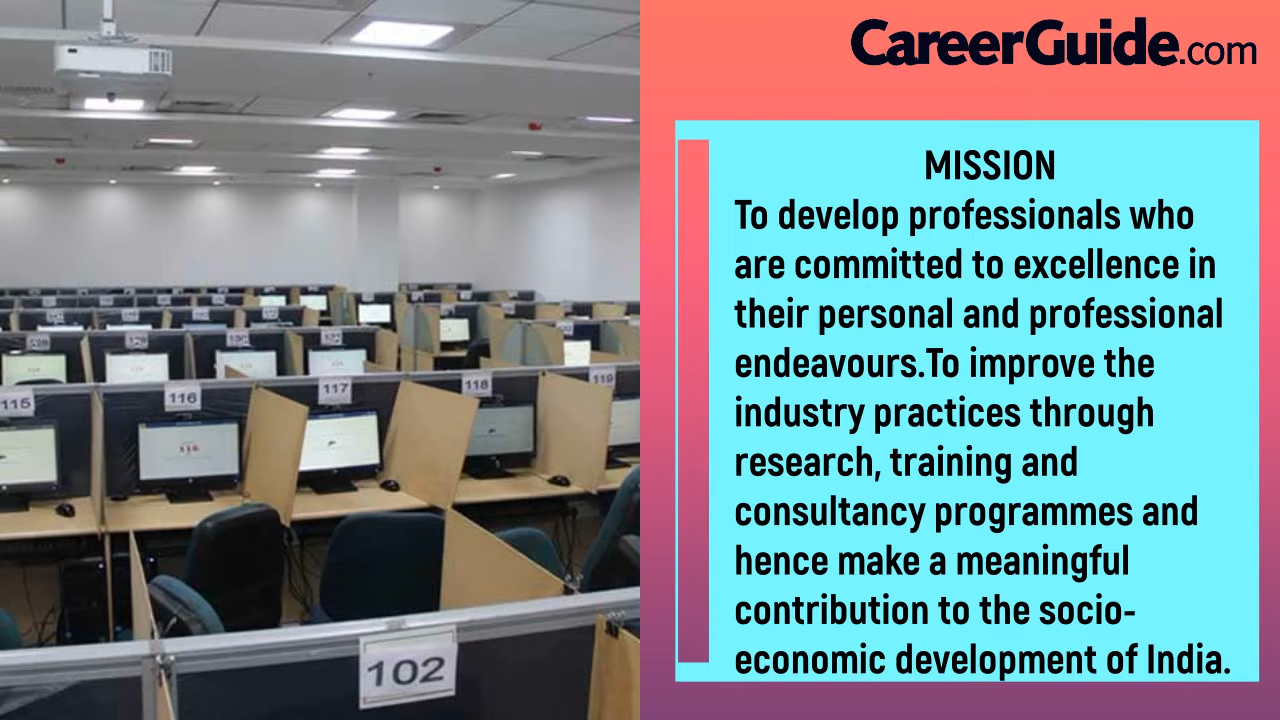 CareerGuide.com
MISSION
To develop professionals who
are committed to excellence in
their personal and professional
endeavours.To improve the
industry practices through
research, training and
consultancy programmes and
hence make a meaningful
contribution to the socio-
economic development of India.
115
116
117
118
119
116
102